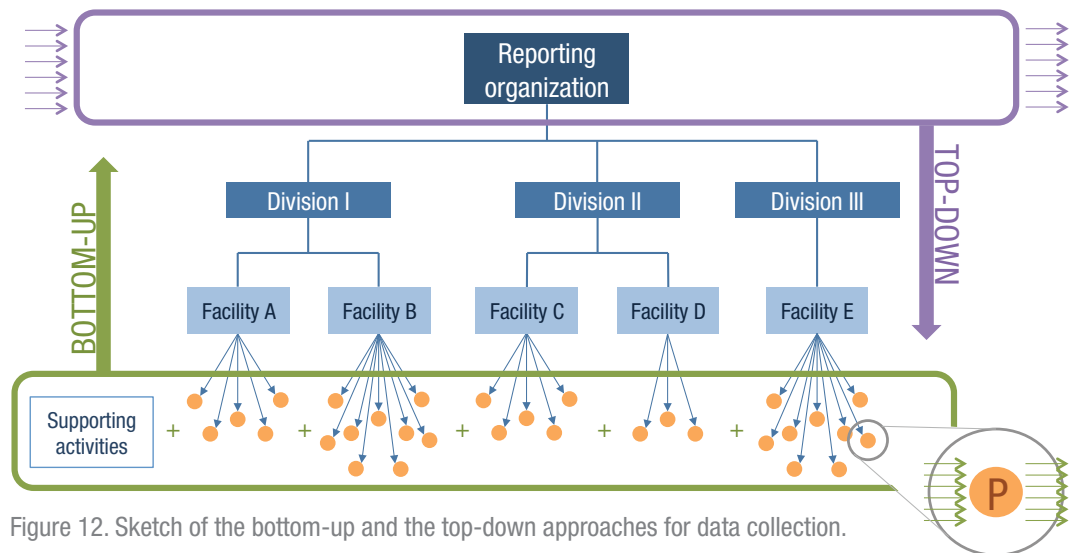 Reporting
organization
BOTTOM-UP
TOP-DOWN
Division I
Division II
Division III
Facility A
Facility B
Facility C
Facility D
Facility E
Supporting
activities
+
+
+
+
+
P
Figure 12. Sketch of the bottom-up and the top-down approaches for data collection.